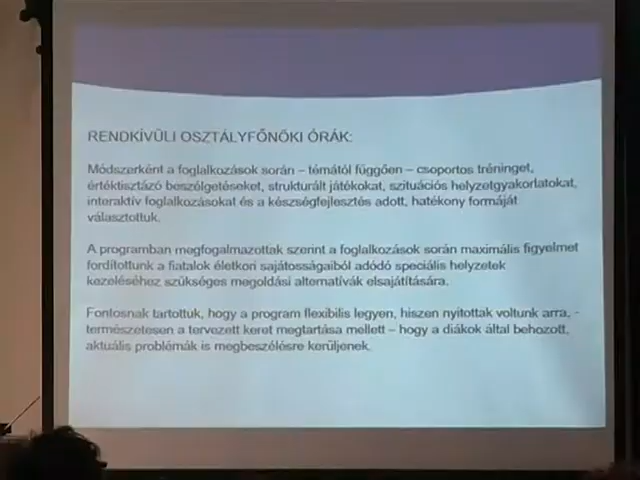 RENDKÍVÜLI OSZTÁLYFŐNÖKI ÓRÁK:
Módszerként a foglalkozások során – témától függően – csoportos tréninget,
értéktisztázó beszélgetéseket, strukturált játékokat, szituációs helyzetgyakorlatokat,
interaktív foglalkozásokat és a készségfejlesztés adott, hatékony formáját
választottuk.
A programban megfogalmazottak szerint a foglalkozások során maximális figyelmet
fordítottunk a fiatalok életkori sajátosságaiból adódó speciális helyzetek
kezeléséhez szükséges megoldási alternatívák elsajátítására.
Fontosnak tartottuk, hogy a program flexibilis legyen, hiszen nyitottak voltunk arra, -
természetesen a tervezett keret megtartása mellett – hogy a diákok által behozott,
aktuális problémák is megbeszélésre kerüljenek.